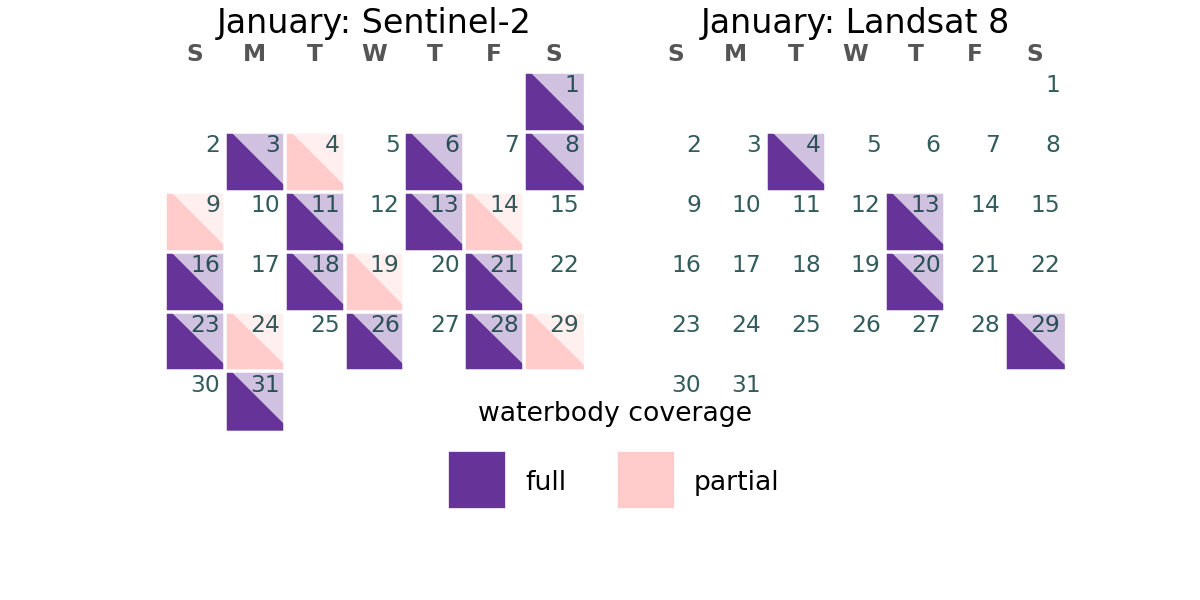 January: Sentinel-2
S M T W T F S
1
2 3 4 5 6 7 8
9 10 11 12 13 14 15
16 17 18 19 20 21 22
23 24 25 26 27 28 29
30 31
January: Landsat 8
S M T W T F S
1
2 3 4 5 6 7 8
9 10 11 12 13 14 15
16 17 18 19 20 21 22
23 24 25 26 27 28 29
30 31
waterbody coverage
full partial